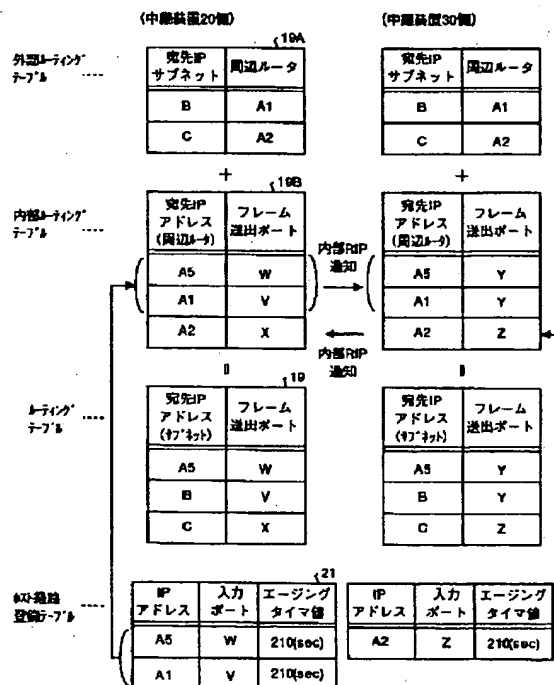 (中継装置20側)
(中継装置30側)
19A
外部ルーティング
テーブル
宛先IP
サブネット
周辺ルータ
B
A1
C
A2
宛先IP
サブネット
周辺ルータ
B
A1
C
A2
+
+
19B
内部ルーティング
テーブル
宛先IP
アドレス
(周辺ルータ)
フレーム
送出ポート
A5
W
A1
V
A2
X
内部RIP
通知
内部RIP
通知
宛先IP
アドレス
(周辺ルータ)
フレーム
送出ポート
A5
Y
A1
Y
A2
Z
19
ルーティング
テーブル
宛先IP
アドレス
(サブネット)
フレーム
送出ポート
A5
W
B
V
C
X
宛先IP
アドレス
(サブネット)
フレーム
送出ポート
A5
Y
B
Y
C
Z
21
ホスト経路
登録テーブル
IP
アドレス
入力
ポート
エージング
タイマ値
A5
W
210(sec)
A1
V
210(sec)
IP
アドレス
入力
ポート
エージング
タイマ値
A2
Z
210(sec)